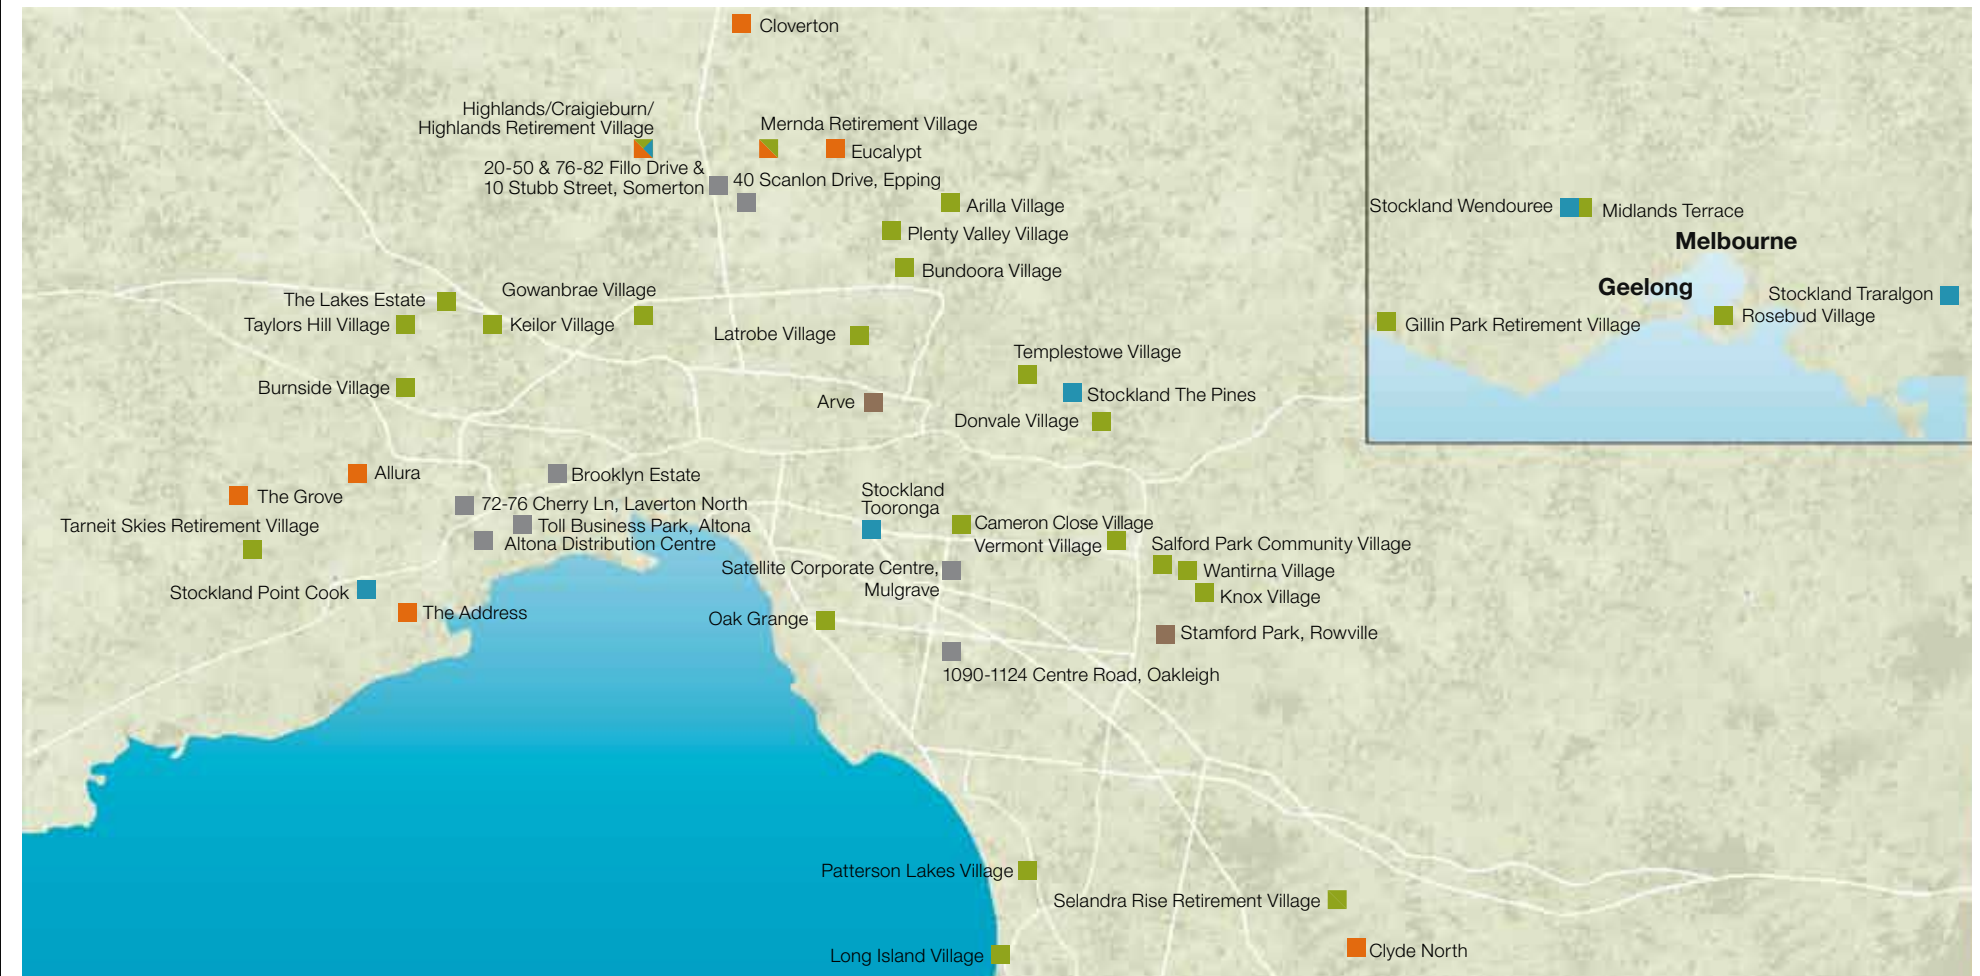 Cloverton
Highlands/Craigieburn/
Highlands Retirement Village
Mernda Retirement Village
Eucalypt
20-50 & 76-82 Fillo Drive &
10 Stubb Street, Somerton
40 Scanlon Drive, Epping
Arilla Village
Plenty Valley Village
Bundoora Village
Gowanbrae Village
The Lakes Estate
Taylors Hill Village
Keilor Village
Latrobe Village
Templestowe Village
Burnside Village
Stockland The Pines
Arve
Donvale Village
Stockland Wendouree
Midlands Terrace
Melbourne
Geelong
Stockland Traralgon
Rosebud Village
Gillin Park Retirement Village
Allura
Brooklyn Estate
The Grove
72-76 Cherry Ln, Laverton North
Stockland
Tooronga
Tarneit Skies Retirement Village
Toll Business Park, Altona
Altona Distribution Centre
Cameron Close Village
Vermont Village
Salford Park Community Village
Satellite Corporate Centre,
Mulgrave
Wantirna Village
Knox Village
Stockland Point Cook
The Address
Oak Grange
Stamford Park, Rowville
1090-1124 Centre Road, Oakleigh
Patterson Lakes Village
Selandra Rise Retirement Village
Clyde North
Long Island Village